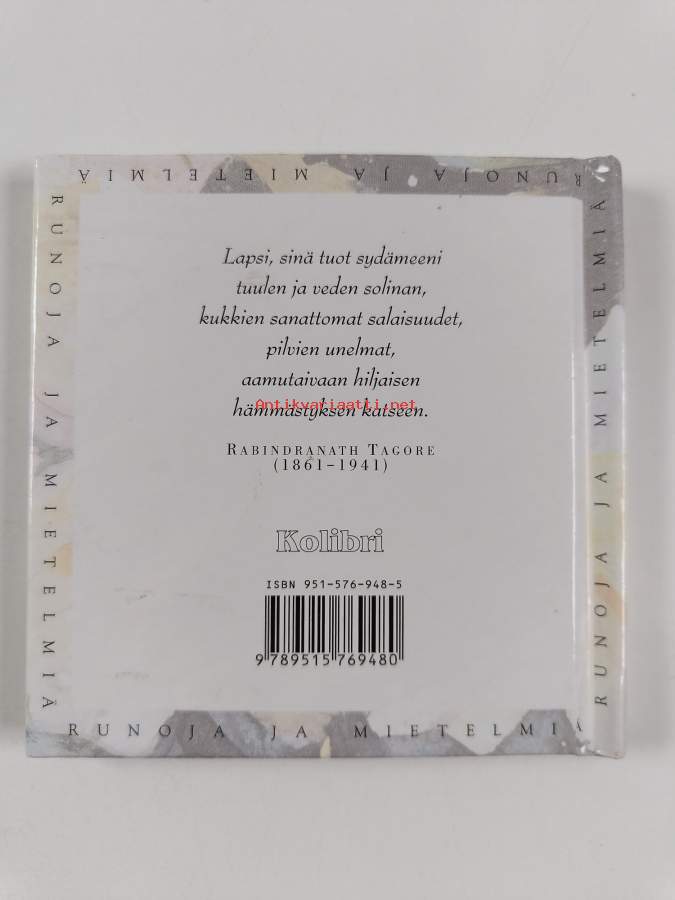 RUNOJA JA MIETELMIÄ
RUNOJA JA MIETELMIÄ
RUNOJA JA MIETELMIÄ
Lapsi, sinä tuot sydämeeni
tuulen ja veden solinan,
kukkien sanattomat salaisuudet,
pilvien unelmat,
aamutaivaan hiljaisen
Antikvariaatti.net
hämmästyksen katseen.
RABINDRANATH TAGORE
(1861–1941)
Kolibri
ISBN 951-576-948-5
9 789515 769480
RUNOJA JA MIETELMIÄ